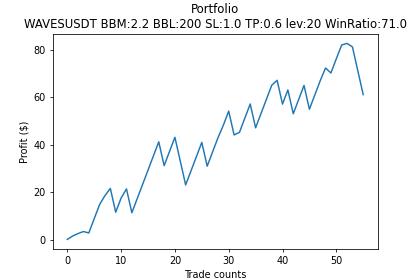 Portfolio
WAVESUSDT BBM:2.2 BBL:200 SL:1.0 TP:0.6 lev:20 WinRatio:71.0
80
60
40
20
0
Profit ($)
0 10 20 30 40 50
Trade counts